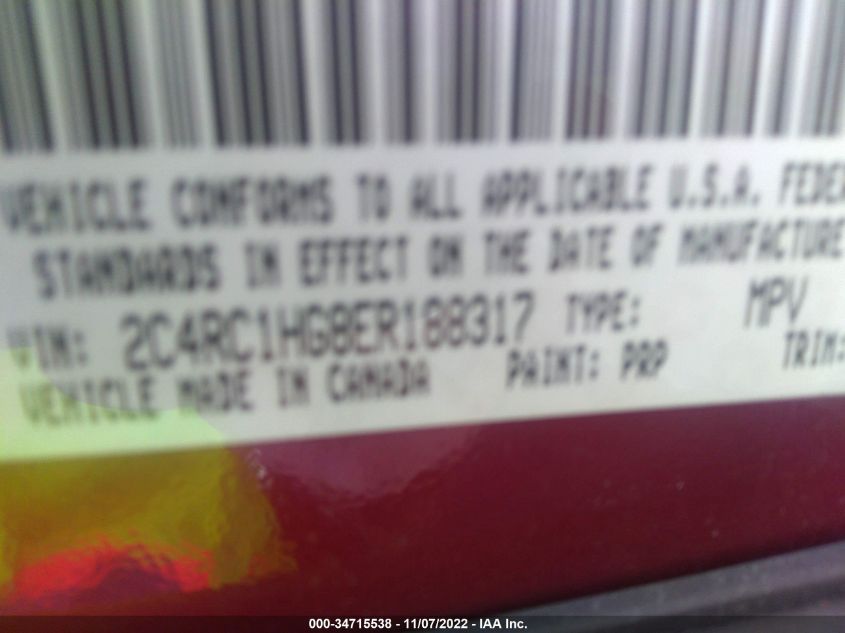 VEHICLE CONFORMS TO ALL APPLICABLE U.S.A. FEDER
STANDARDS IN EFFECT ON THE DATE OF MANUFACTURE
VIN: 2C4RC1HG8ER188317 TYPE: MPV
VEHICLE MADE IN CANADA PAINT: PRP TRIM:
000-34715538 - 11/07/2022 - IAA Inc.